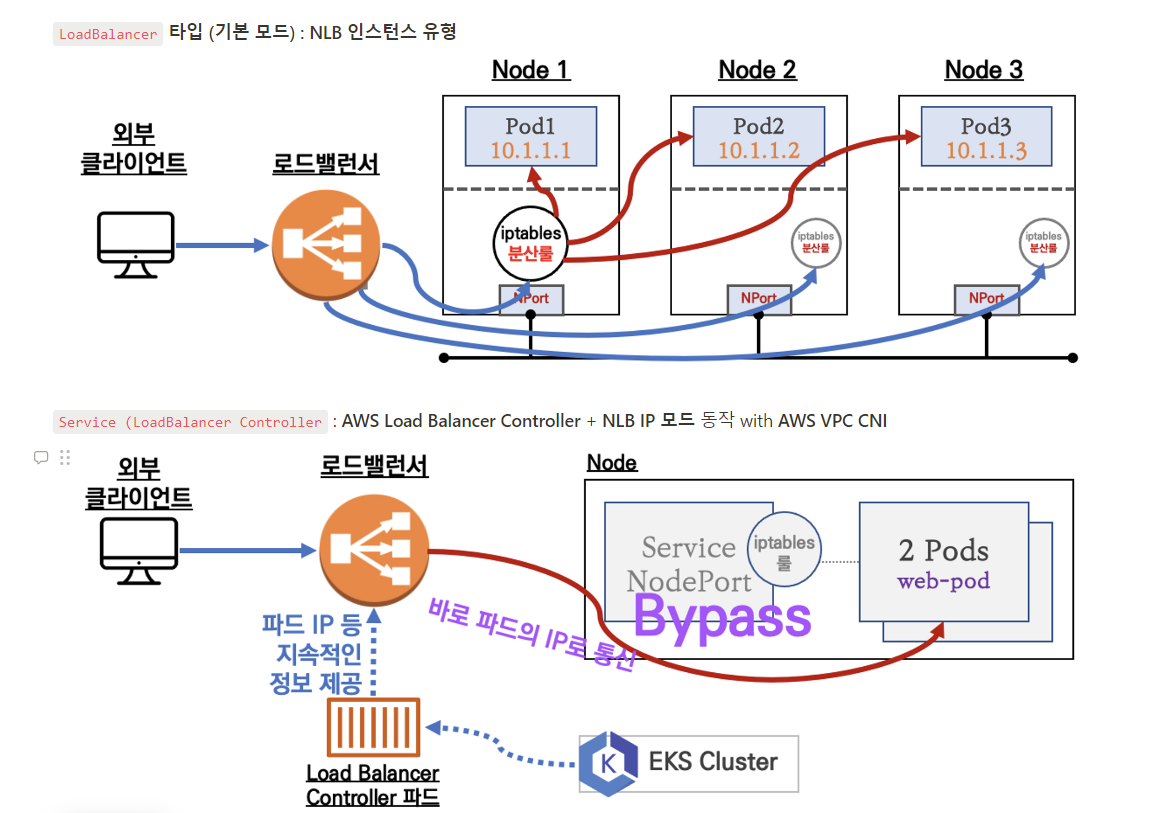 LoadBalancer 타입 (기본 모드) : NLB 인스턴스 유형
Node 1
Node 2
Node 3
외부
클라이언트
로드밸런서
Pod1
10.1.1.1
Pod2
10.1.1.2
Pod3
10.1.1.3
iptables
분산룰
iptables
분산룰
iptables
분산룰
NPort
NPort
NPort
Service (LoadBalancer Controller : AWS Load Balancer Controller + NLB IP 모드 동작 with AWS VPC CNI
외부
클라이언트
로드밸런서
Node
Service
NodePort
iptables
룰
2 Pods
web-pod
Bypass
바로 파드의 IP로 통신
파드 IP 등
지속적인
정보 제공
Load Balancer
Controller 파드
K
EKS Cluster